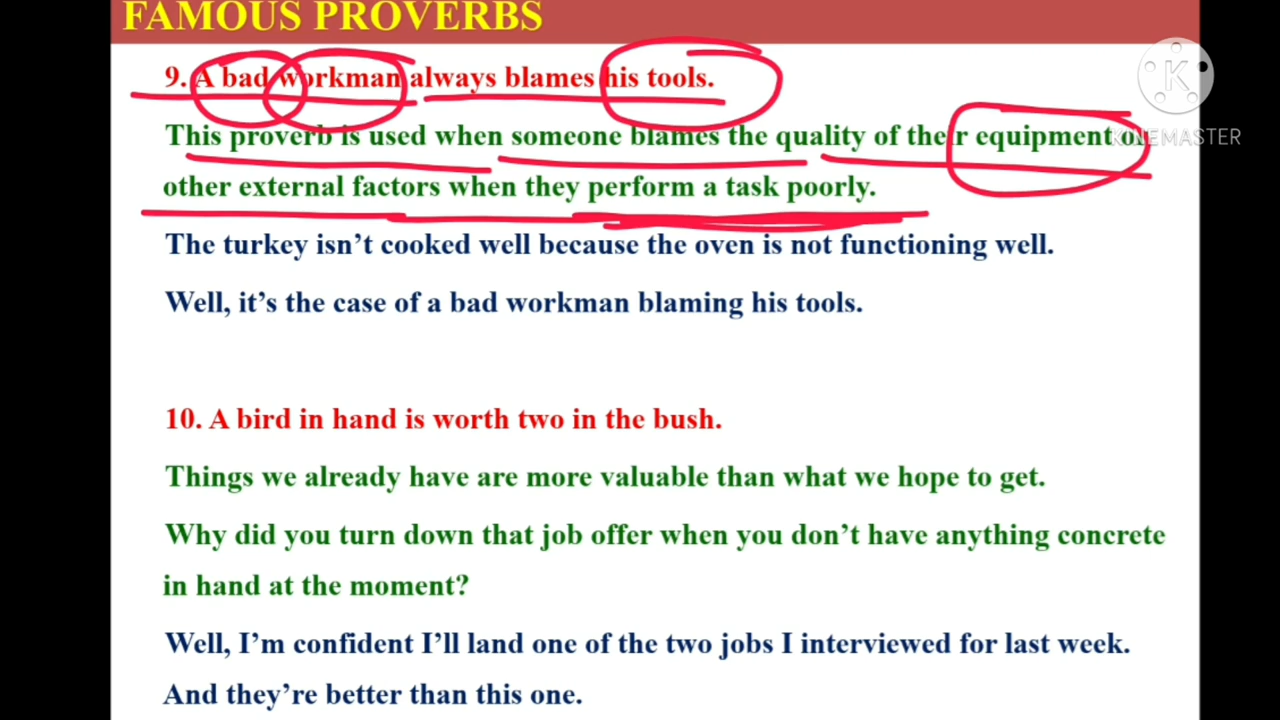 FAMOUS PROVERBS
9. A bad workman always blames his tools.
K
This proverb is used when someone blames the quality of their equipment or
KINEMASTER
other external factors when they perform a task poorly.
The turkey isn't cooked well because the oven is not functioning well.
Well, it's the case of a bad workman blaming his tools.
10. A bird in hand is worth two in the bush.
Things we already have are more valuable than what we hope to get.
Why did you turn down that job offer when you don't have anything concrete
in hand at the moment?
Well, I'm confident I'll land one of the two jobs I interviewed for last week.
And they're better than this one.